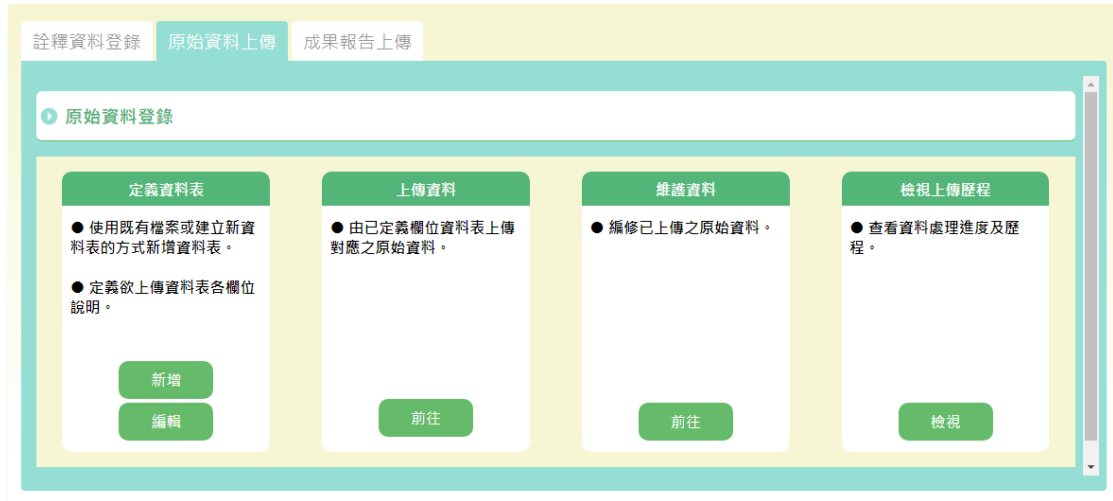 詮釋資料登錄 原始資料上傳 成果報告上傳
原始資料登錄
定義資料表
● 使用既有檔案或建立新資
料表的方式新增資料表。
● 定義欲上傳資料表各欄位
說明。
新增
編輯
上傳資料
● 由已定義欄位資料表上傳
對應之原始資料。
前往
維護資料
● 編修已上傳之原始資料。
前往
檢視上傳歷程
● 查看資料處理進度及歷
程。
檢視